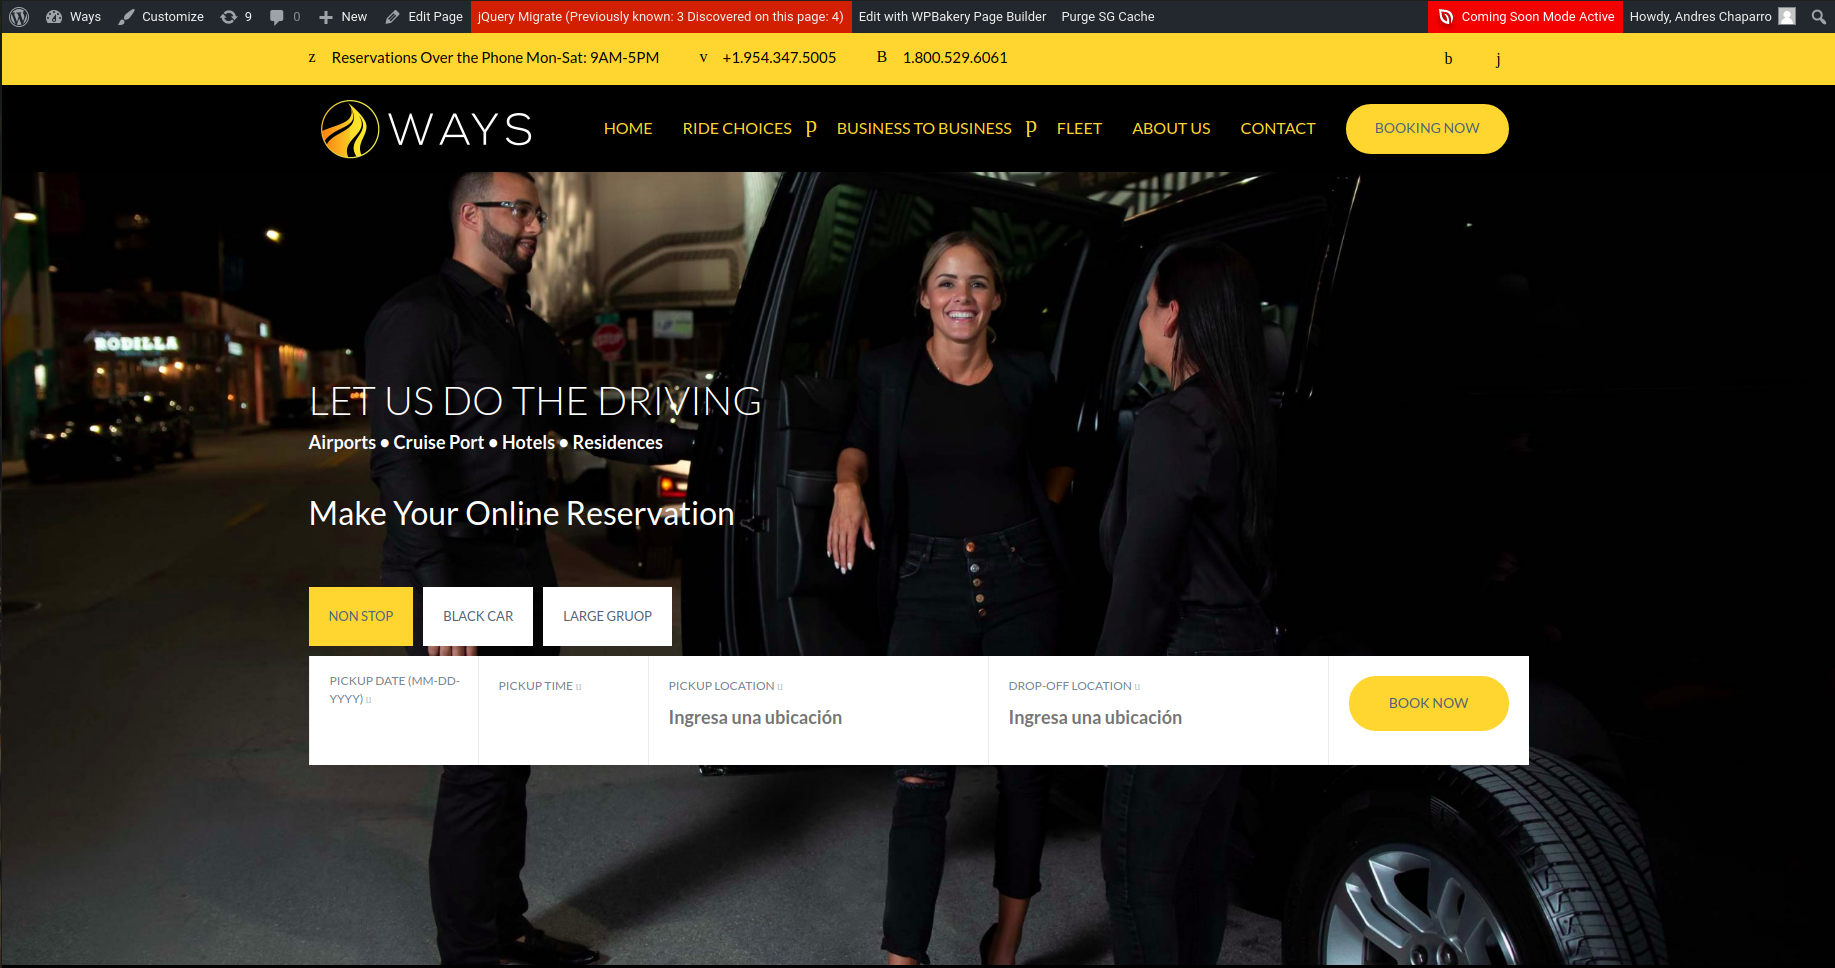 Ways Customize 9 0 New Edit Page jQuery Migrate (Previously known: 3 Discovered on this page: 4) Edit with WPBakery Page Builder Purge SG Cache Coming Soon Mode Active Howdy, Andres Chaparro
z Reservations Over the Phone Mon-Sat: 9AM-5PM v +1.954.347.5005 B 1.800.529.6061 b j
WAYS HOME RIDE CHOICES p BUSINESS TO BUSINESS p FLEET ABOUT US CONTACT BOOKING NOW
STOP
RODILLA
LET US DO THE DRIVING
Airports • Cruise Port • Hotels • Residences
Make Your Online Reservation
NON STOP BLACK CAR LARGE GRUOP
PICKUP DATE (MM-DD-
YYYY) u
PICKUP TIME u
PICKUP LOCATION u
Ingresa una ubicación
DROP-OFF LOCATION u
Ingresa una ubicación
BOOK NOW